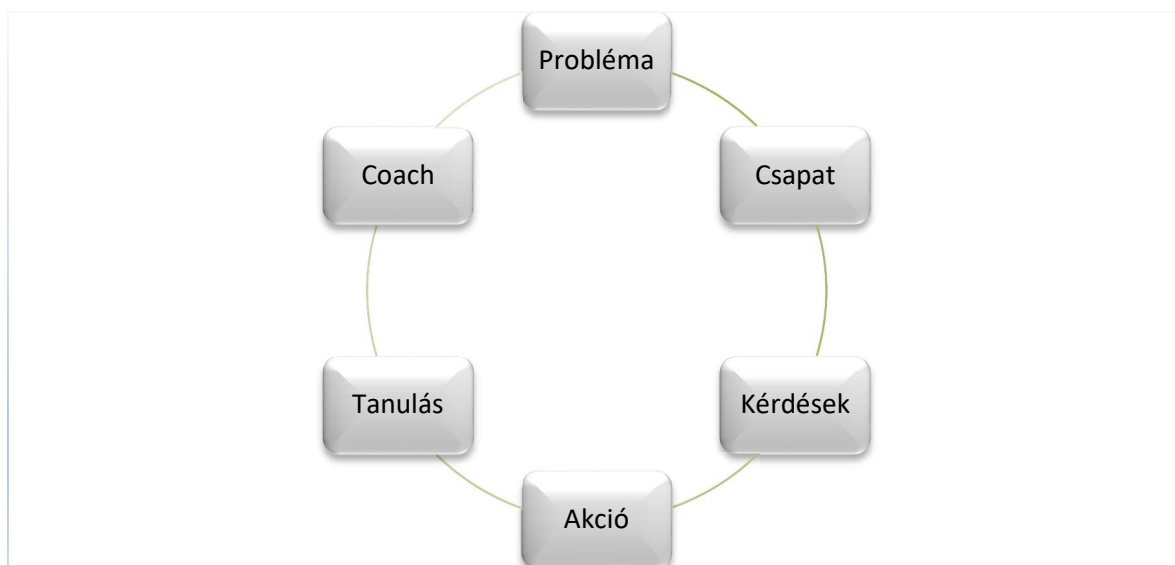 Probléma
Csapat
Kérdések
Akció
Tanulás
Coach